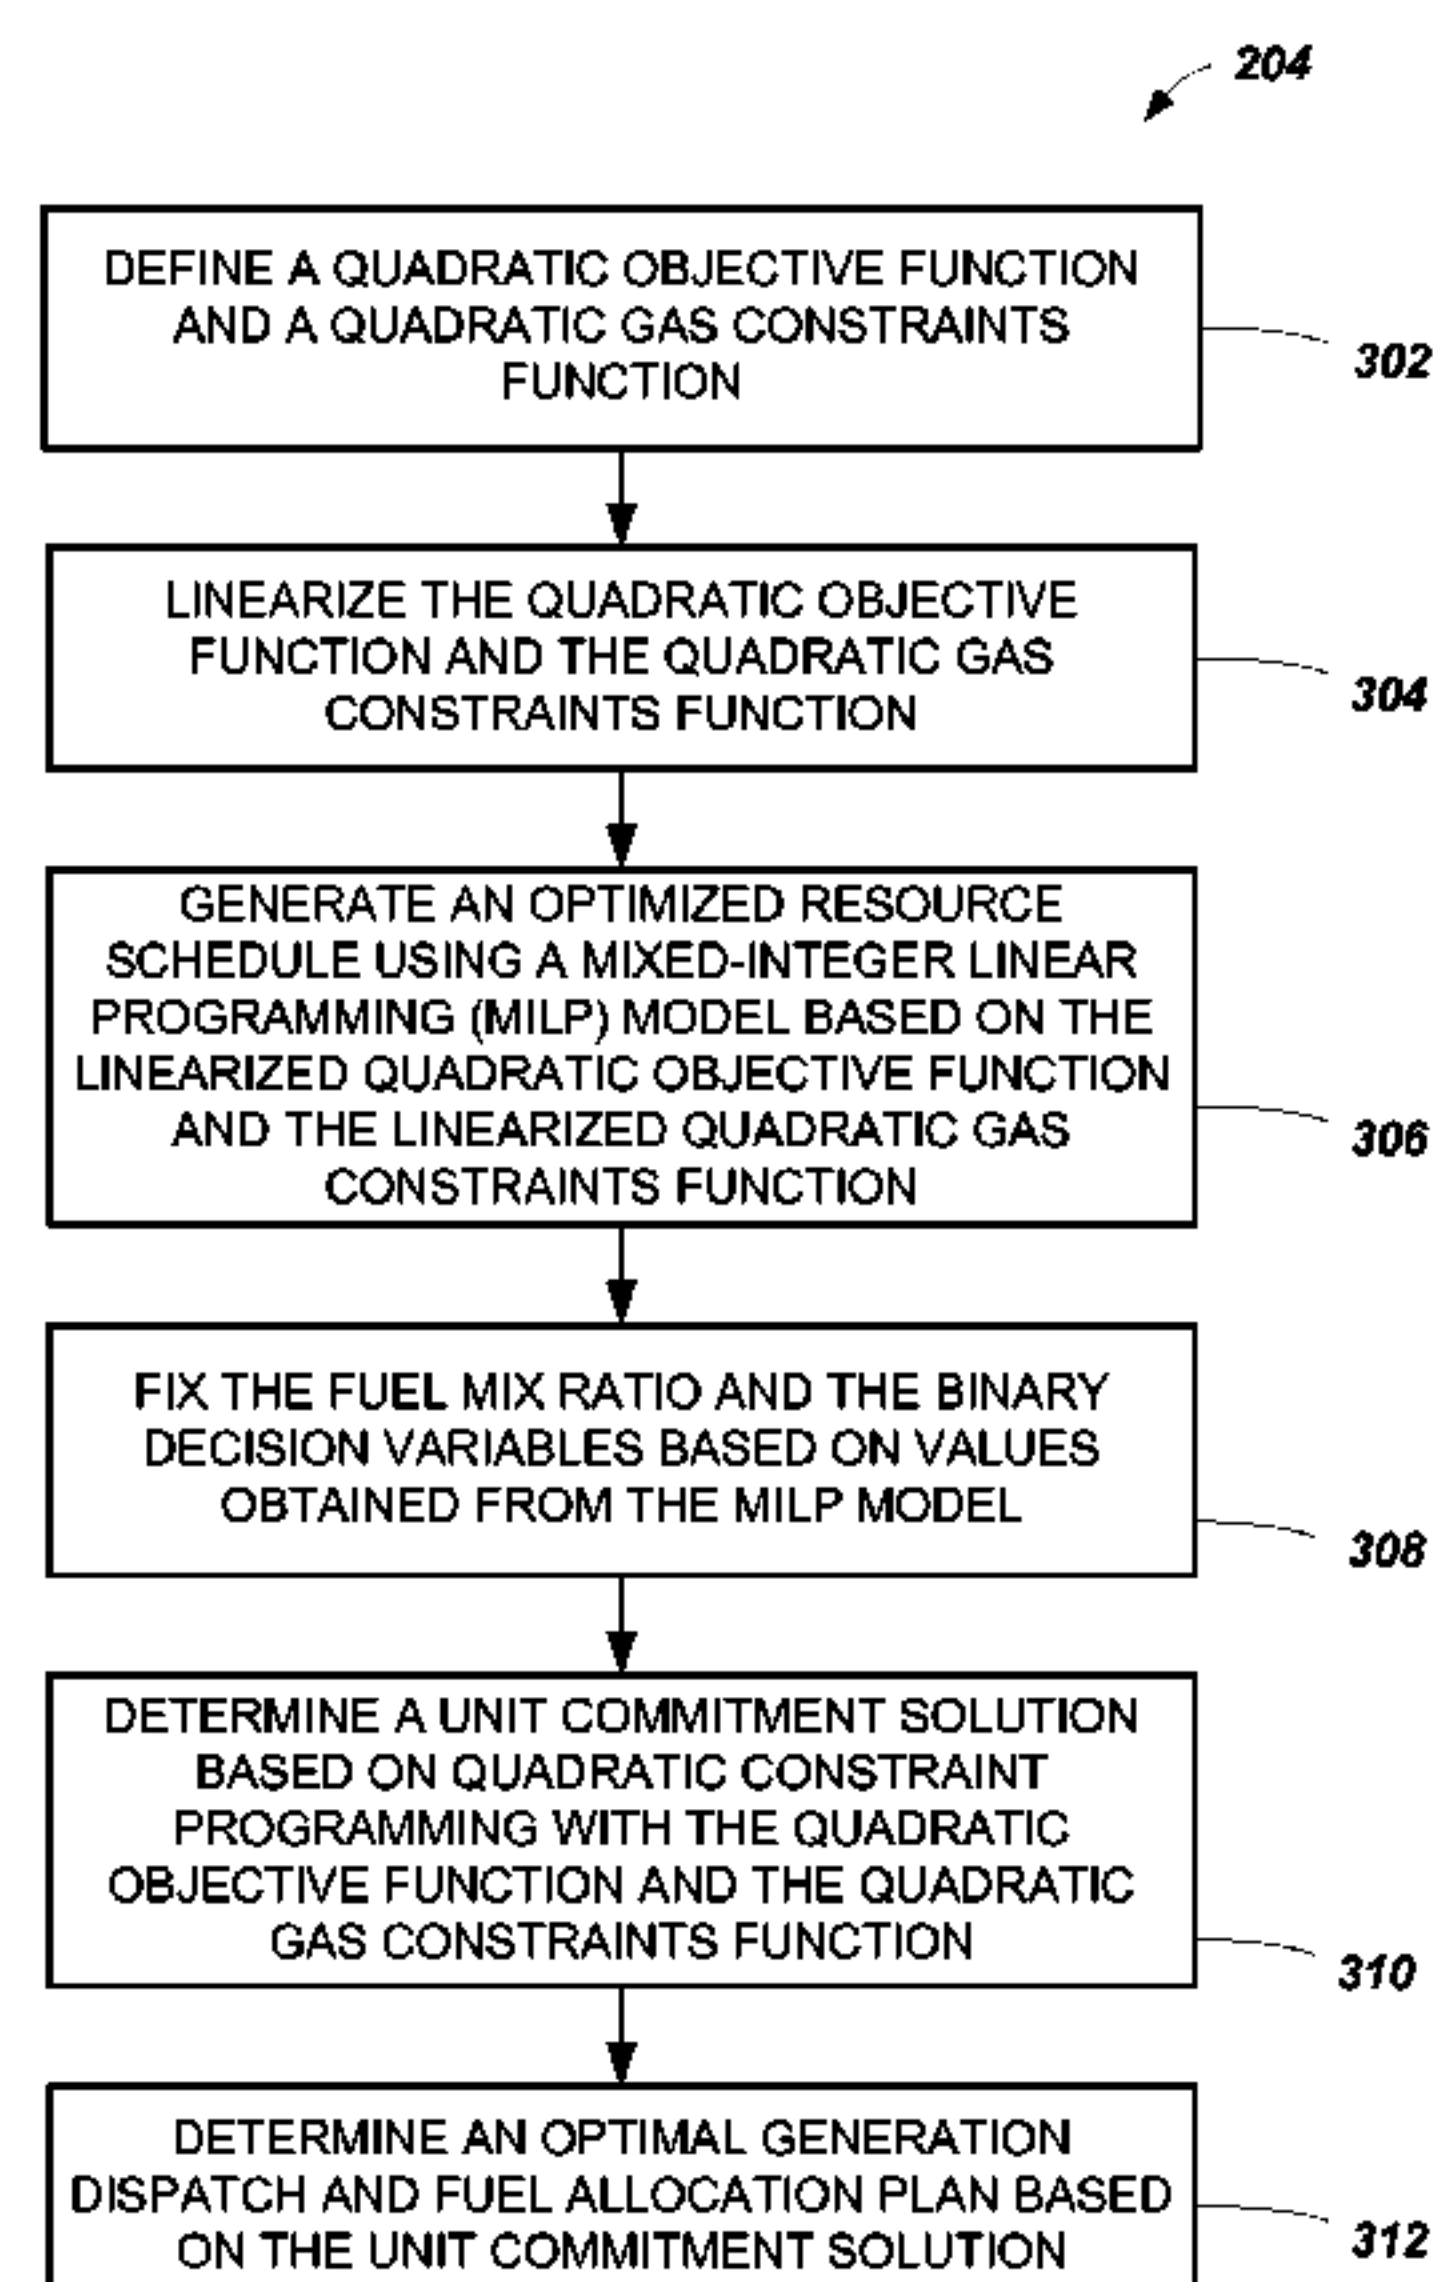 204
DEFINE A QUADRATIC OBJECTIVE FUNCTION
AND A QUADRATIC GAS CONSTRAINTS
FUNCTION
302
LINEARIZE THE QUADRATIC OBJECTIVE
FUNCTION AND THE QUADRATIC GAS
CONSTRAINTS FUNCTION
304
GENERATE AN OPTIMIZED RESOURCE
SCHEDULE USING A MIXED-INTEGER LINEAR
PROGRAMMING (MILP) MODEL BASED ON THE
LINEARIZED QUADRATIC OBJECTIVE FUNCTION
AND THE LINEARIZED QUADRATIC GAS
CONSTRAINTS FUNCTION
306
FIX THE FUEL MIX RATIO AND THE BINARY
DECISION VARIABLES BASED ON VALUES
OBTAINED FROM THE MILP MODEL
308
DETERMINE A UNIT COMMITMENT SOLUTION
BASED ON QUADRATIC CONSTRAINT
PROGRAMMING WITH THE QUADRATIC
OBJECTIVE FUNCTION AND THE QUADRATIC
GAS CONSTRAINTS FUNCTION
310
DETERMINE AN OPTIMAL GENERATION
DISPATCH AND FUEL ALLOCATION PLAN BASED
ON THE UNIT COMMITMENT SOLUTION
312